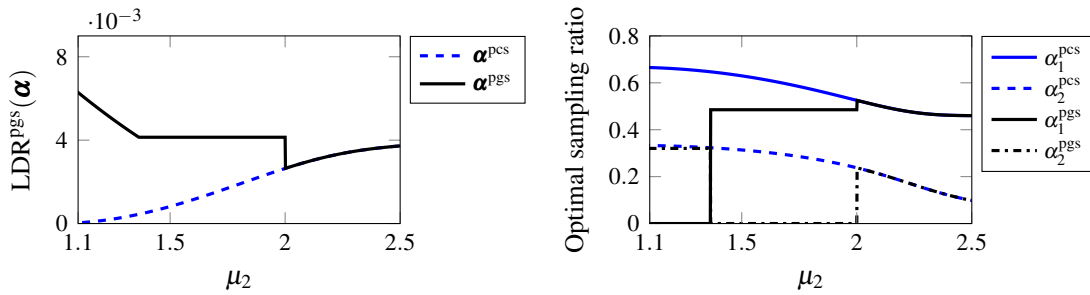 ·10⁻³
LDR^pgs(α)
8
4
0
1.1 1.5 2 2.5
μ₂
α^pcs
α^pgs
Optimal sampling ratio
0.8
0.6
0.4
0.2
0
1.1 1.5 2 2.5
μ₂
α₁^pcs
α₂^pcs
α₁^pgs
α₂^pgs